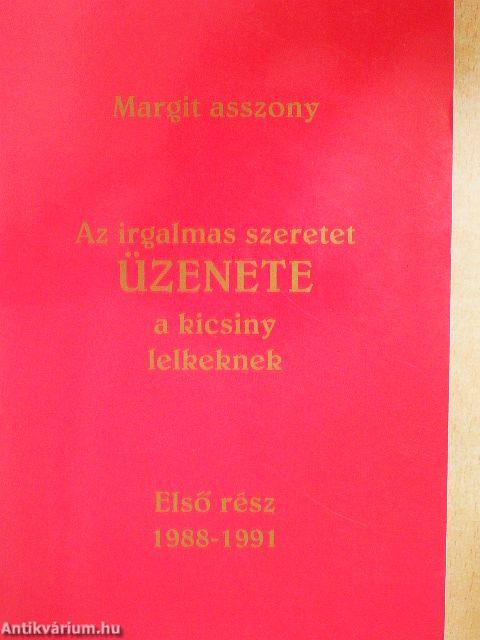 Margit asszony
Az irgalmas szeretet
ÜZENETE
a kicsiny
lelkeknek
Első rész
1988-1991
Antikvárium.hu